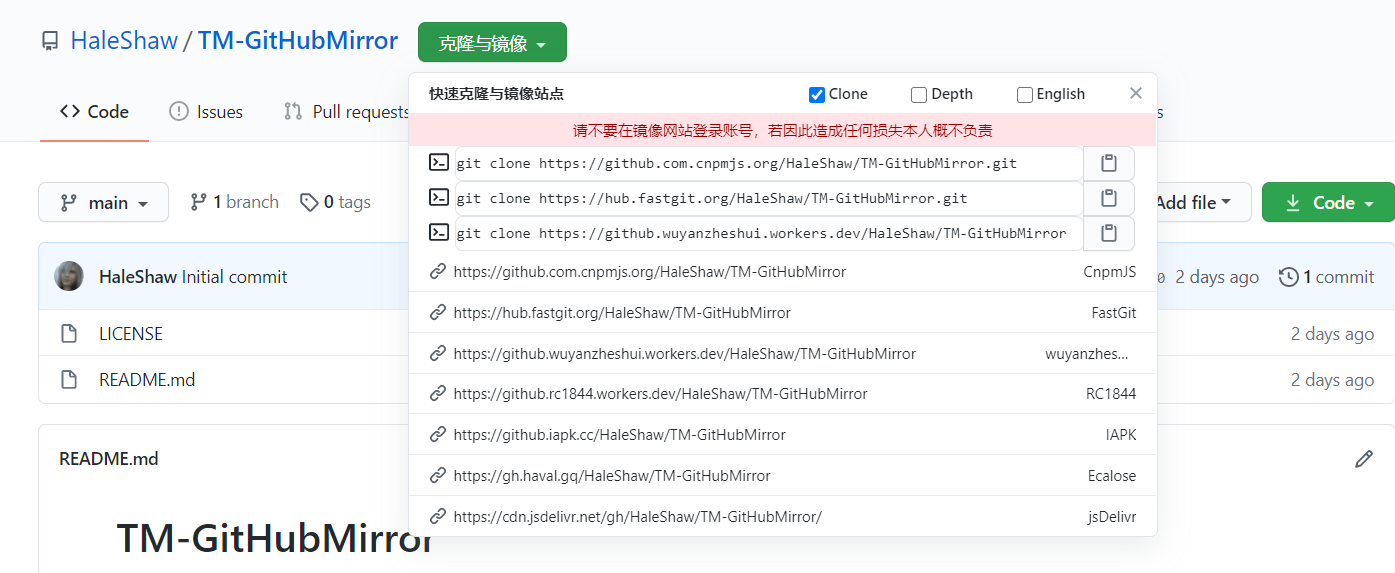 HaleShaw / TM-GitHubMirror 克隆与镜像
快速克隆与镜像站点 Clone Depth English
Code Issues Pull requests
请不要在镜像网站登录账号，若因此造成任何损失本人概不负责
git clone https://github.com.cnpmjs.org/HaleShaw/TM-GitHubMirror.git
git clone https://hub.fastgit.org/HaleShaw/TM-GitHubMirror.git
main 1 branch 0 tags Add file Code
git clone https://github.wuyanzheshui.workers.dev/HaleShaw/TM-GitHubMirror
https://github.com.cnpmjs.org/HaleShaw/TM-GitHubMirror CnpmJS
HaleShaw Initial commit 2 days ago 1 commit
https://hub.fastgit.org/HaleShaw/TM-GitHubMirror FastGit
LICENSE 2 days ago
https://github.wuyanzheshui.workers.dev/HaleShaw/TM-GitHubMirror wuyanzhes...
README.md 2 days ago
https://github.rc1844.workers.dev/HaleShaw/TM-GitHubMirror RC1844
https://github.iapk.cc/HaleShaw/TM-GitHubMirror IAPK
README.md
https://gh.haval.gq/HaleShaw/TM-GitHubMirror Ecalose
https://cdn.jsdelivr.net/gh/HaleShaw/TM-GitHubMirror/ jsDelivr
TM-GitHubMirror